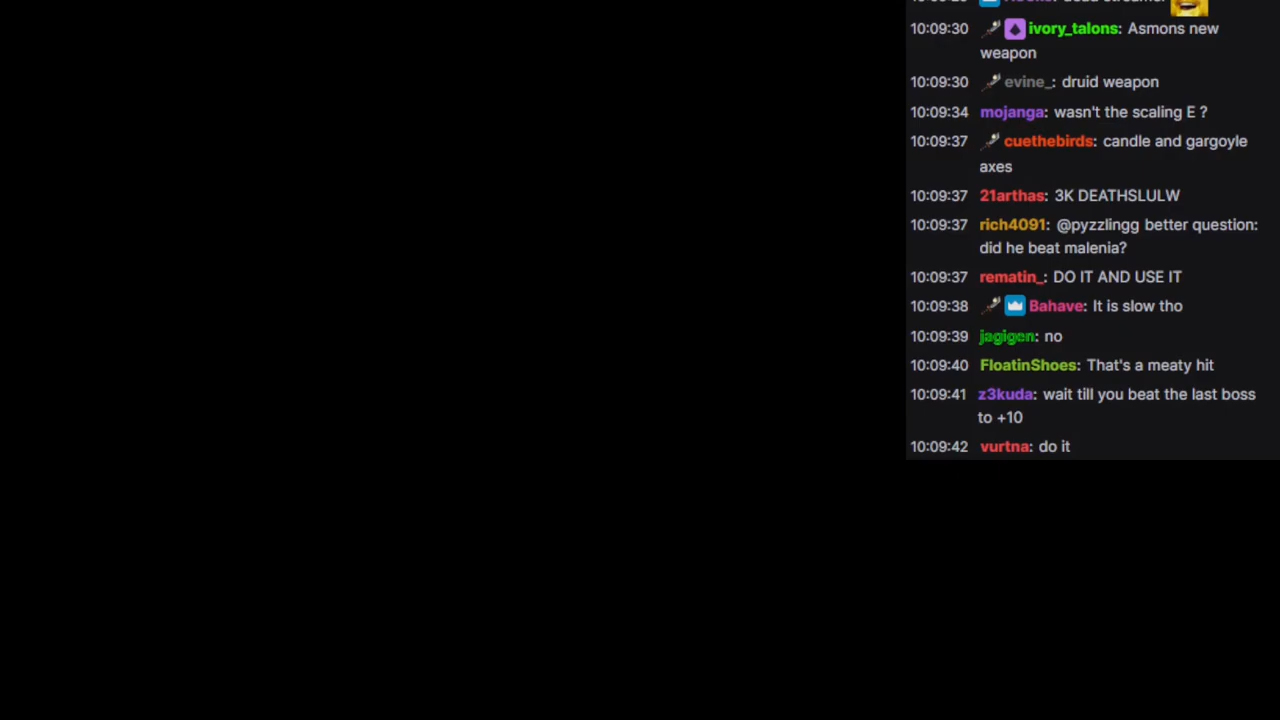 10:09:30 ivory_talons: Asmons new
weapon
10:09:30 evine_: druid weapon
10:09:34 mojanga: wasn't the scaling E ?
10:09:37 cuethebirds: candle and gargoyle
axes
10:09:37 21arthas: 3K DEATHSLULW
10:09:37 rich4091: @pyzzlingg better question:
did he beat malenia?
10:09:37 rematin_: DO IT AND USE IT
10:09:38 Bahave: It is slow tho
10:09:39 jagigen: no
10:09:40 FloatinShoes: That's a meaty hit
10:09:41 z3kuda: wait till you beat the last boss
to +10
10:09:42 vurtna: do it